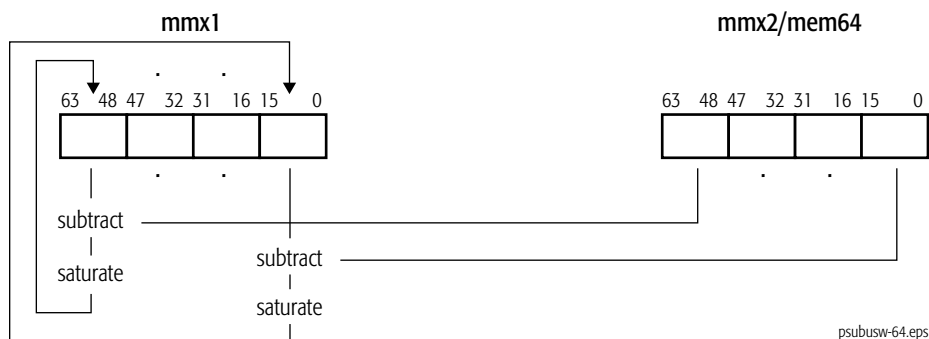 mmx1 mmx2/mem64
. .
63 48 47 32 31 16 15 0 63 48 47 32 31 16 15 0
. . . .
subtract
subtract
saturate
saturate
psubusw-64.eps